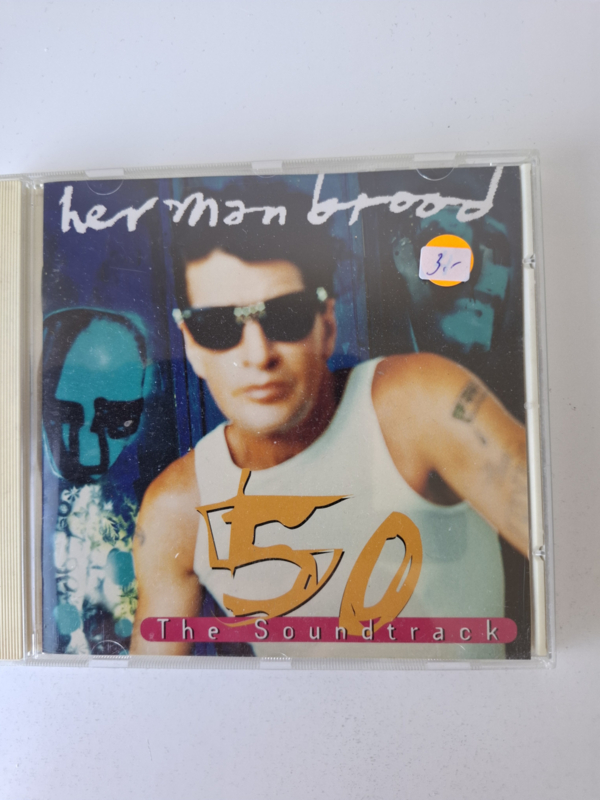 herman brood
3,-
50
The Soundtrack